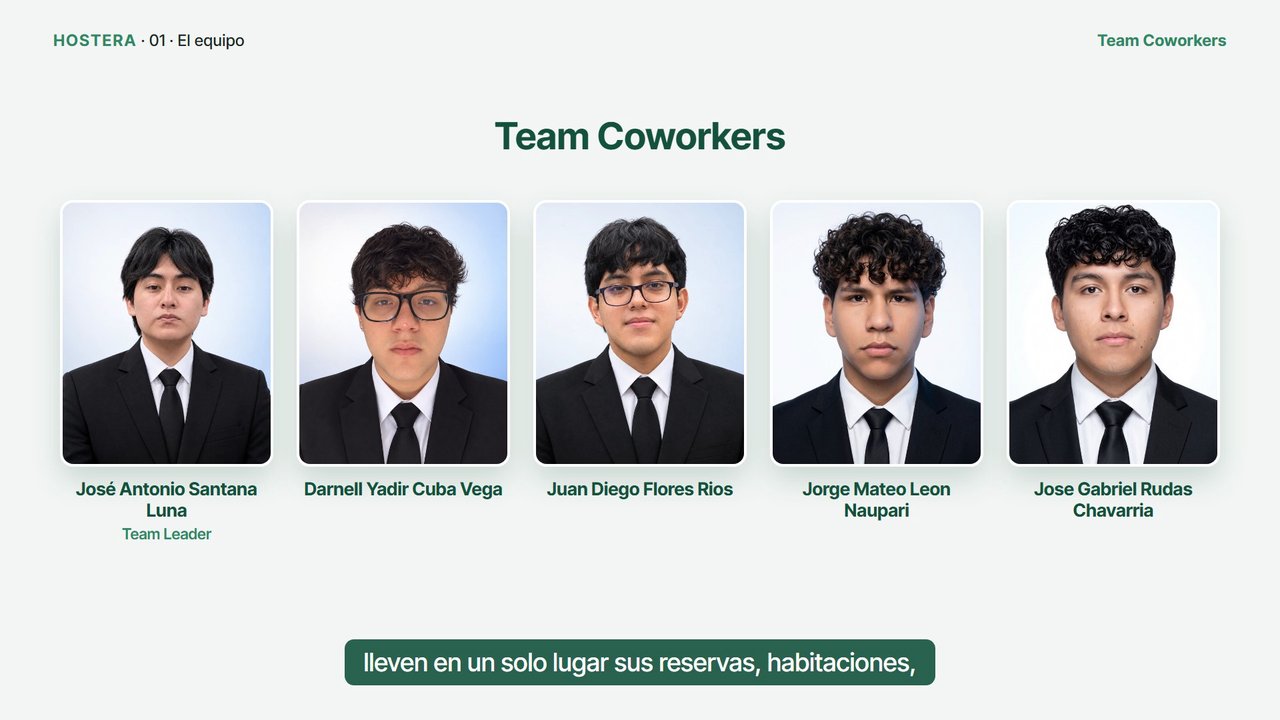 HOSTERA · 01 · El equipo
Team Coworkers
Team Coworkers
José Antonio Santana
Luna
Team Leader
Darnell Yadir Cuba Vega
Juan Diego Flores Rios
Jorge Mateo Leon
Naupari
Jose Gabriel Rudas
Chavarria
lleven en un solo lugar sus reservas, habitaciones,